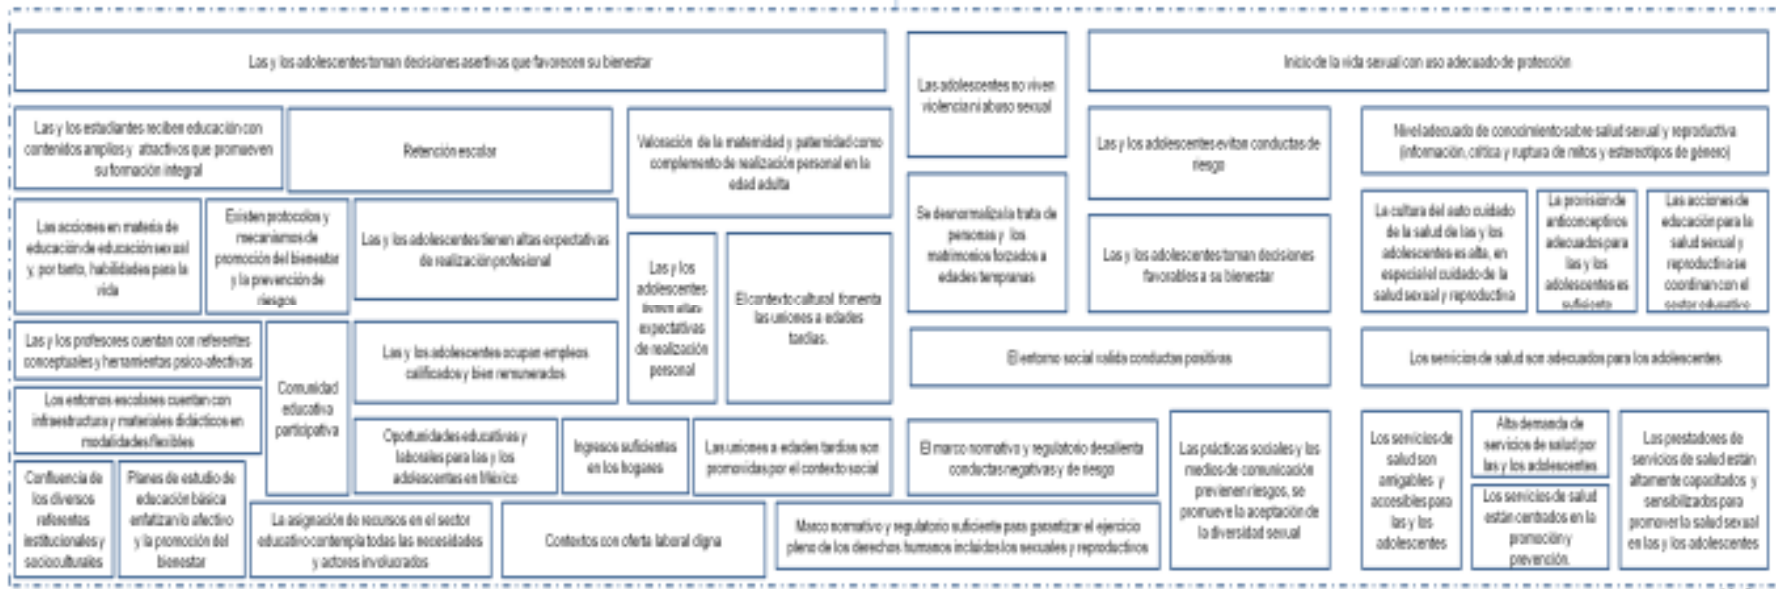 Las y los adolescentes toman decisiones asertivas que favorecen su bienestar
Las adolescentes no viven
violencia ni abuso sexual
Inicio de la vida sexual con uso adecuado de protección
Las y los estudiantes reciben educación con
contenidos amplios y atractivos que promueven
su formación integral
Retención escolar
Valoración de la maternidad y paternidad como
complemento de realización personal en la
edad adulta
Las y los adolescentes evitan conductas de
riesgo
Nivel adecuado de conocimiento sobre salud sexual y reproductiva
(información, crítica y ruptura de mitos y estereotipos de género)
Las acciones en materia de
educación de educación sexual
y, por tanto, habilidades para la
vida
Existen protocolos y
mecanismos de
promoción del bienestar
y la prevención de
riesgos
Las y los adolescentes tienen altas expectativas
de realización profesional
Las y los
adolescentes
tienen altas
expectativas
de realización
personal
El contexto cultural fomenta
las uniones a edades
tardías.
Se desnormaliza la trata de
personas y los
matrimonios forzados a
edades tempranas
Las y los adolescentes toman decisiones
favorables a su bienestar
La cultura del auto cuidado
de la salud de las y los
adolescentes es alta, en
especial el cuidado de la
salud sexual y reproductiva
La provisión de
anticonceptivos
adecuados para
las y los
adolescentes es
suficiente
Las acciones de
educación para la
salud sexual y
reproductiva se
coordinan con el
sector educativo
Las y los profesores cuentan con referentes
conceptuales y herramientas psico-afectivas
Comunidad
educativa
participativa
Las y los adolescentes ocupan empleos
calificados y bien remunerados
El entorno social valida conductas positivas
Los servicios de salud son adecuados para los adolescentes
Los entornos escolares cuentan con
infraestructura y materiales didácticos en
modalidades flexibles
Oportunidades educativas y
laborales para las y los
adolescentes en México
Ingresos suficientes
en los hogares
Las uniones a edades tardías son
promovidas por el contexto social
El marco normativo y regulatorio desalienta
conductas negativas y de riesgo
Las prácticas sociales y los
medios de comunicación
previenen riesgos, se
promueve la aceptación de
la diversidad sexual
Los servicios de
salud son
amigables y
accesibles para
las y los
adolescentes
Alta demanda de
servicios de salud por
las y los adolescentes
Los prestadores de
servicios de salud están
altamente capacitados y
sensibilizados para
promover la salud sexual
en las y los adolescentes
Confluencia de
los diversos
referentes
institucionales y
socioculturales
Planes de estudio de
educación básica
enfatizan lo afectivo
y la promoción del
bienestar
La asignación de recursos en el sector
educativo contempla todas las necesidades
y actores involucrados
Contextos con oferta laboral digna
Marco normativo y regulatorio suficiente para garantizar el ejercicio
pleno de los derechos humanos incluidos los sexuales y reproductivos
Los servicios de salud
están centrados en la
promoción y
prevención.